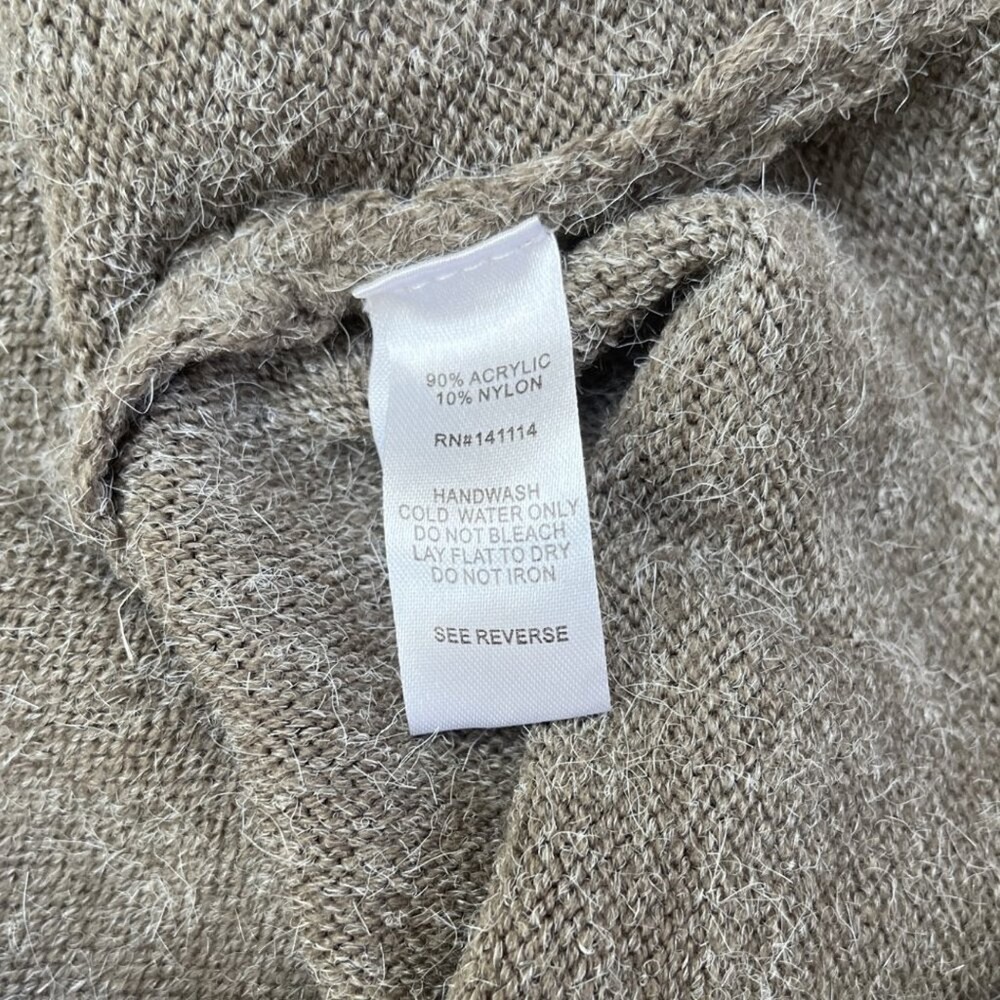 90% ACRYLIC
10% NYLON
RN#141114
HANDWASH
COLD WATER ONLY
DO NOT BLEACH
LAY FLAT TO DRY
DO NOT IRON
SEE REVERSE